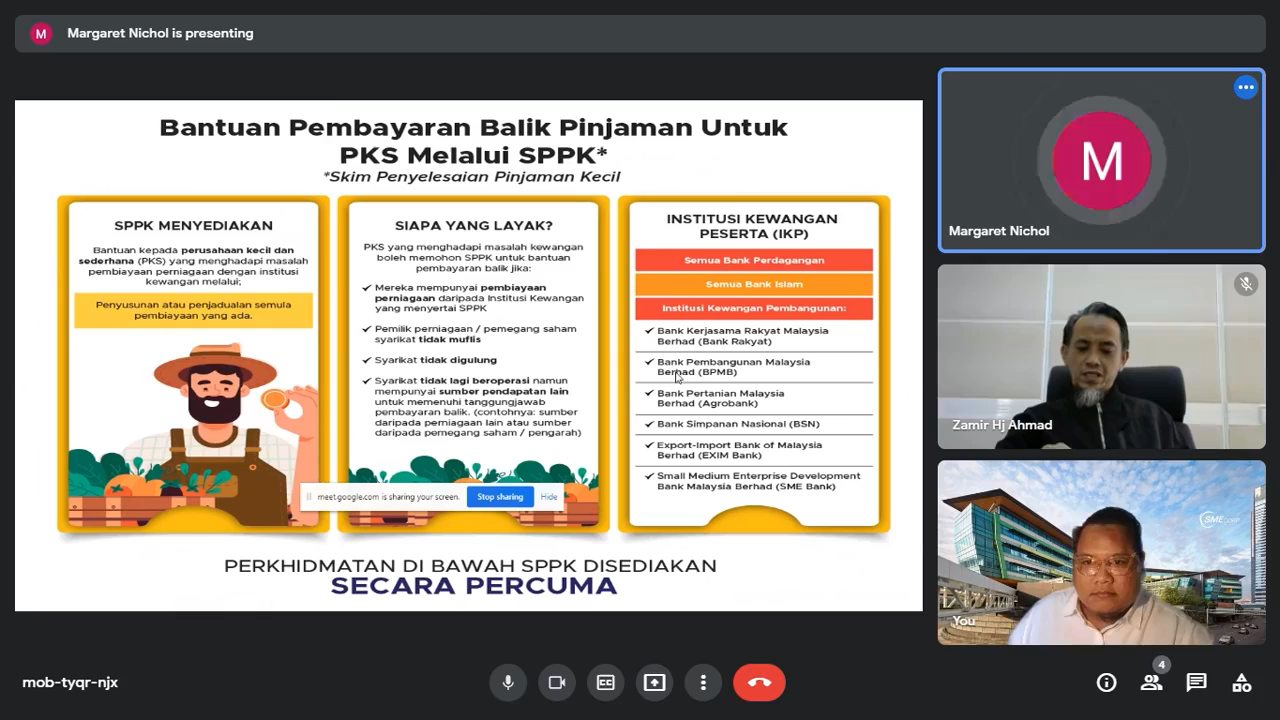 M
Margaret Nichol is presenting
Bantuan Pembayaran Balik Pinjaman Untuk
PKS Melalui SPPK*
*Skim Penyelesaian Pinjaman Kecil
SPPK MENYEDIAKAN
Bantuan kepada perusahaan kecil dan
sederhana (PKS) yang menghadapi masalah
pembiayaan perniagaan dengan institusi
kewangan melalui;
Penyusunan atau penjadualan semula
pembiayaan yang ada.
SIAPA YANG LAYAK?
PKS yang menghadapi masalah kewangan
boleh memohon SPPK untuk bantuan
pembayaran balik jika:
✓ Mereka mempunyai pembiayaan
perniagaan daripada Institusi Kewangan
yang menyertai SPPK
✓ Pemilik perniagaan / pemegang saham
syarikat tidak muflis
✓ Syarikat tidak digulung
✓ Syarikat tidak lagi beroperasi namun
mempunyai sumber pendapatan lain
untuk memenuhi tanggungjawab
pembayaran balik. (contohnya: sumber
daripada perniagaan lain atau sumber
daripada pemegang saham / pengarah)
INSTITUSI KEWANGAN
PESERTA (IKP)
Semua Bank Perdagangan
Semua Bank Islam
Institusi Kewangan Pembangunan:
✓ Bank Kerjasama Rakyat Malaysia
Berhad (Bank Rakyat)
✓ Bank Pembangunan Malaysia
Berhad (BPMB)
✓ Bank Pertanian Malaysia
Berhad (Agrobank)
✓ Bank Simpanan Nasional (BSN)
✓ Export-Import Bank of Malaysia
Berhad (EXIM Bank)
✓ Small Medium Enterprise Development
Bank Malaysia Berhad (SME Bank)
meet.google.com is sharing your screen.
Stop sharing
Hide
PERKHIDMATAN DI BAWAH SPPK DISEDIAKAN
SECARA PERCUMA
M
Margaret Nichol
Zamir Hj Ahmad
SMECORP
You
mob-tyqr-njx
CC
4